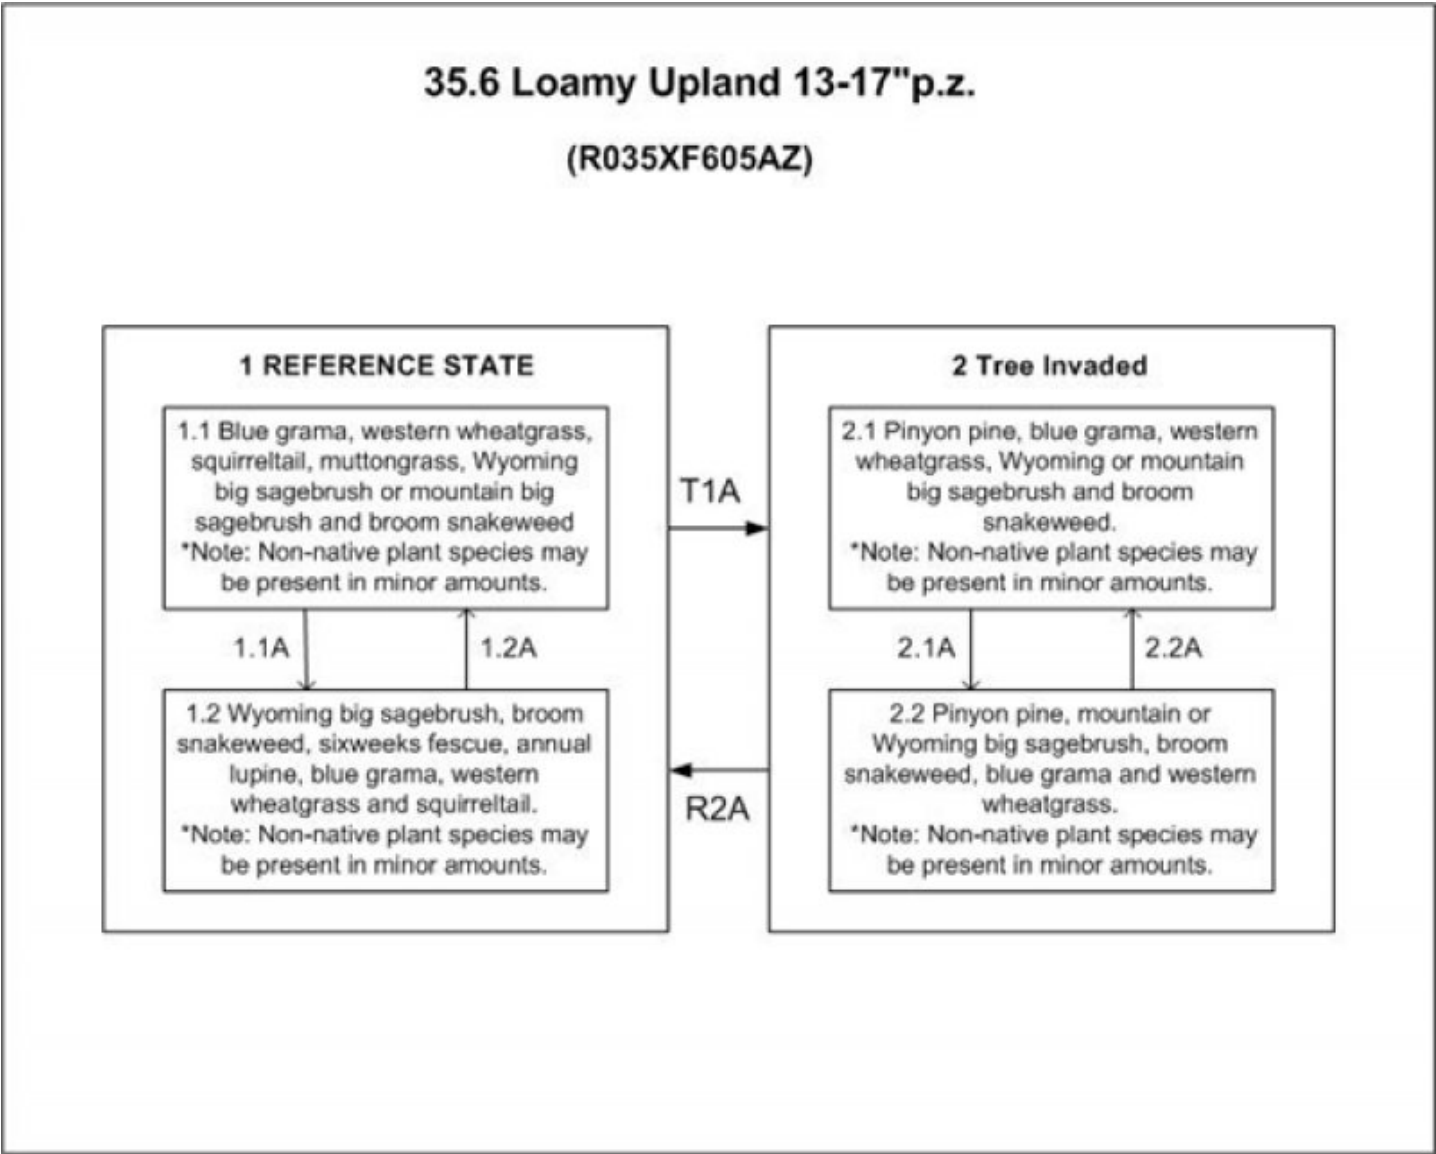 35.6 Loamy Upland 13-17"p.z.
(R035XF605AZ)
1 REFERENCE STATE
1.1 Blue grama, western wheatgrass,
squirreltail, muttongrass, Wyoming
big sagebrush or mountain big
sagebrush and broom snakeweed
*Note: Non-native plant species may
be present in minor amounts.
1.1A
1.2A
1.2 Wyoming big sagebrush, broom
snakeweed, sixweeks fescue, annual
lupine, blue grama, western
wheatgrass and squirreltail.
*Note: Non-native plant species may
be present in minor amounts.
T1A
R2A
2 Tree Invaded
2.1 Pinyon pine, blue grama, western
wheatgrass, Wyoming or mountain
big sagebrush and broom
snakeweed.
*Note: Non-native plant species may
be present in minor amounts.
2.1A
2.2A
2.2 Pinyon pine, mountain or
Wyoming big sagebrush, broom
snakeweed, blue grama and western
wheatgrass.
*Note: Non-native plant species may
be present in minor amounts.